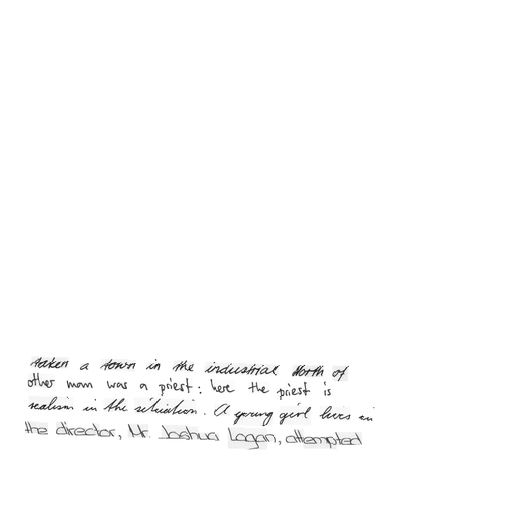 taken a town in the industrial North of
other man was a priest : here the priest is
realism in the situation. A young girl lives in
the director, Mr. Joshua Logan, attempted